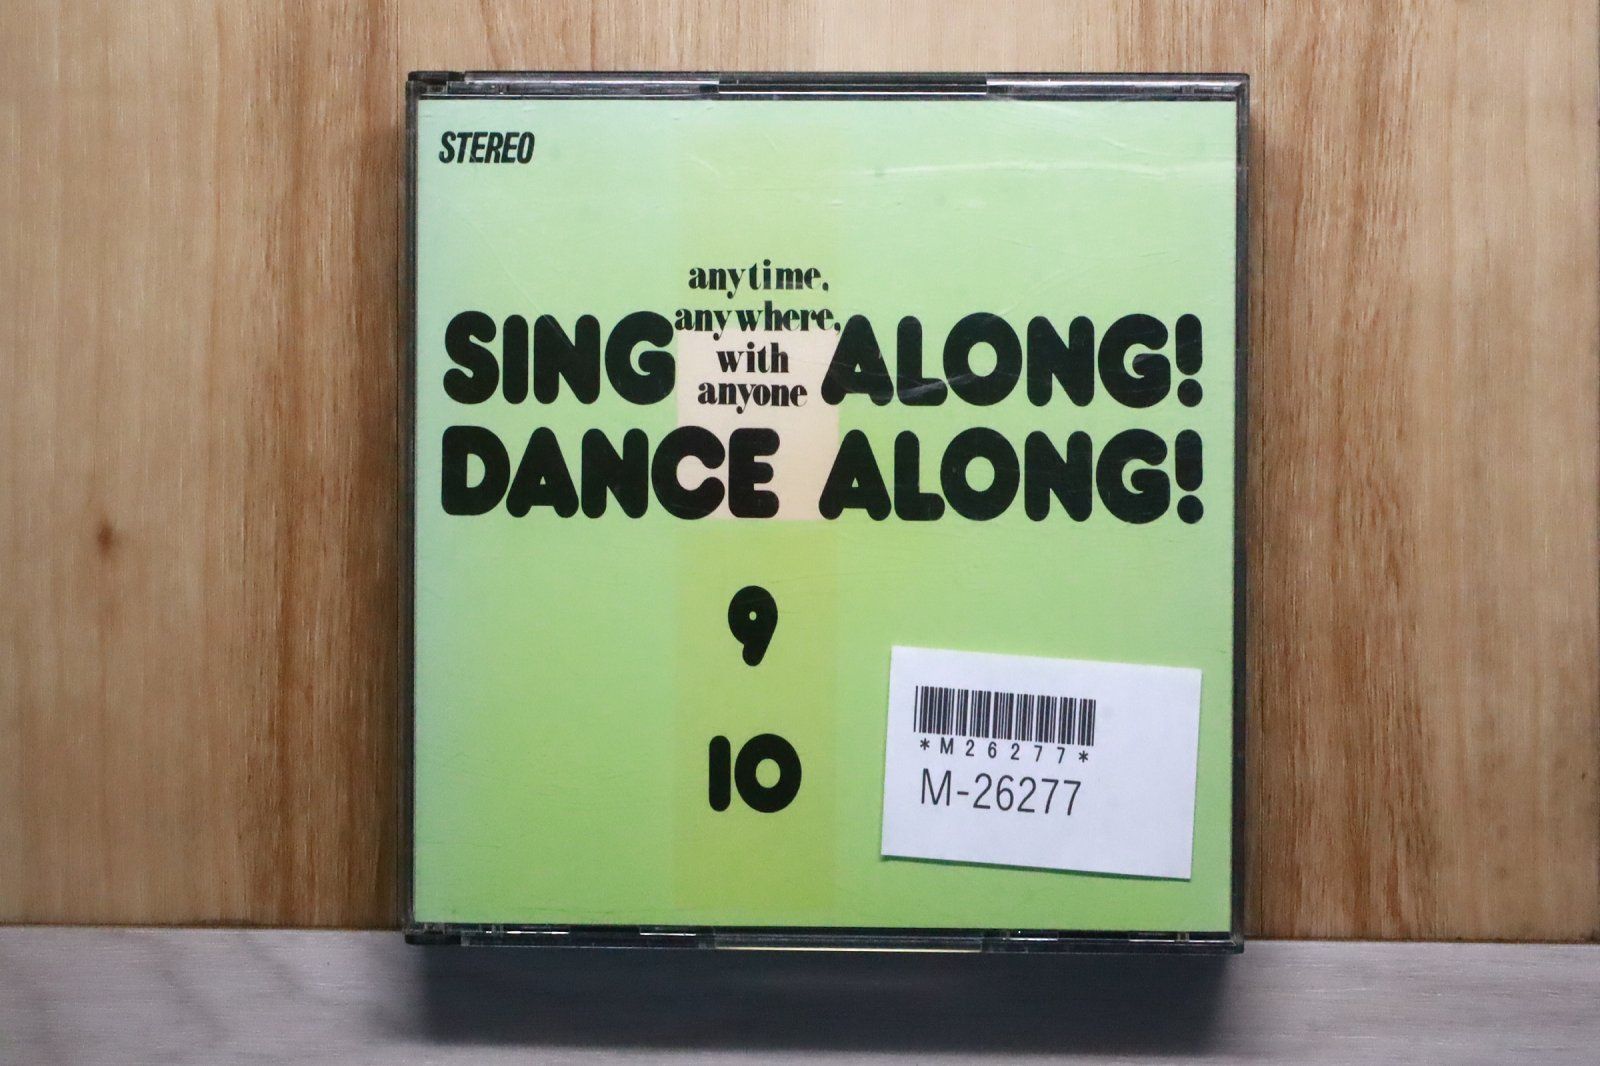 STEREO
anytime,
anywhere,
with
anyone
SING ALONG!
DANCE ALONG!
9
10
*M26277*
M-26277